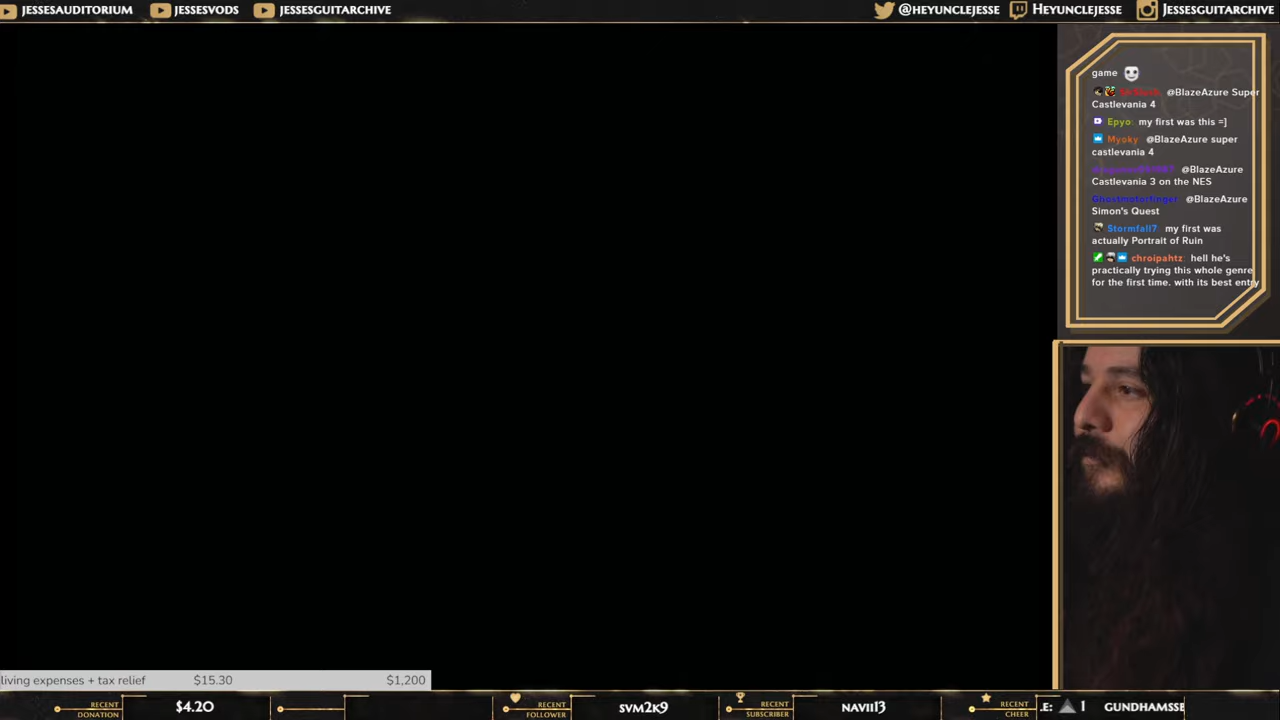 JESSESAUDITORIUM JESSESVODS JESSESGUITARCHIVE @HEYUNCLEJESSE HEYUNCLEJESSE JESSESGUITARCHIVE
game
@BlazeAzure Super
Castlevania 4
Epyo: my first was this =]
Myoky: @BlazeAzure super
castlevania 4
@BlazeAzure
Castlevania 3 on the NES
Ghostmotorfinger: @BlazeAzure
Simon's Quest
Stormfall7: my first was
actually Portrait of Ruin
chroipahtz: hell he's
practically trying this whole genre
for the first time. with its best entry
living expenses + tax relief $15.30 $1,200
RECENT DONATION $4.20
RECENT FOLLOWER SVM2K9
RECENT SUBSCRIBER NAVI113
RECENT CHEER .E: 1 GUNDHAMSSE